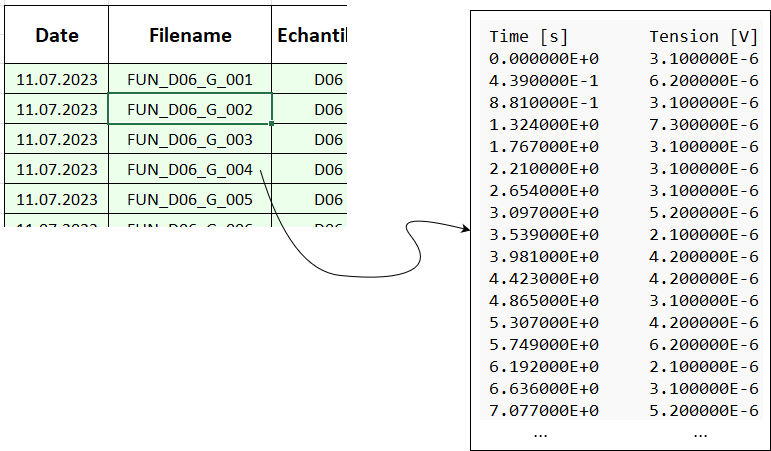 Date Filename Echantil
11.07.2023 FUN_D06_G_001 D06
11.07.2023 FUN_D06_G_002 D06
11.07.2023 FUN_D06_G_003 D06
11.07.2023 FUN_D06_G_004 D06
11.07.2023 FUN_D06_G_005 D06
11.07.2023 FUN_D06_G_006 D06
Time [s] Tension [V]
0.000000E+0 3.100000E-6
4.390000E-1 6.200000E-6
8.810000E-1 3.100000E-6
1.324000E+0 7.300000E-6
1.767000E+0 3.100000E-6
2.210000E+0 3.100000E-6
2.654000E+0 3.100000E-6
3.097000E+0 5.200000E-6
3.539000E+0 2.100000E-6
3.981000E+0 4.200000E-6
4.423000E+0 4.200000E-6
4.865000E+0 3.100000E-6
5.307000E+0 4.200000E-6
5.749000E+0 6.200000E-6
6.192000E+0 2.100000E-6
6.636000E+0 3.100000E-6
7.077000E+0 5.200000E-6
... ...